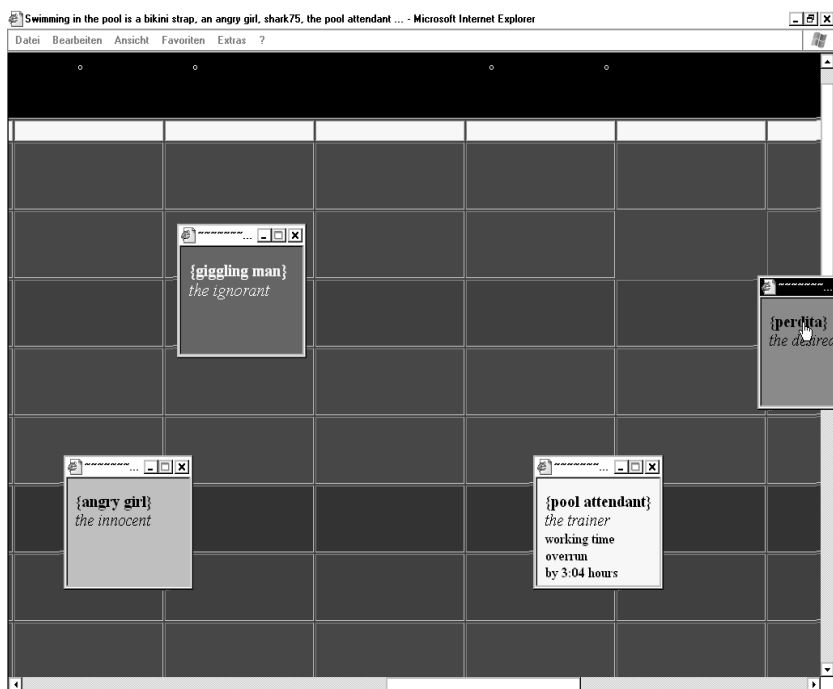 Swimming in the pool is a bikini strap, an angry girl, shark75, the pool attendant ... - Microsoft Internet Explorer
Datei Bearbeiten Ansicht Favoriten Extras ?
~~~~~~~ ...
{giggling man}
the ignorant
~~~~~~~ ...
{perdita}
the desired
~~~~~~~ ...
{angry girl}
the innocent
~~~~~~~ ...
{pool attendant}
the trainer
working time
overrun
by 3:04 hours